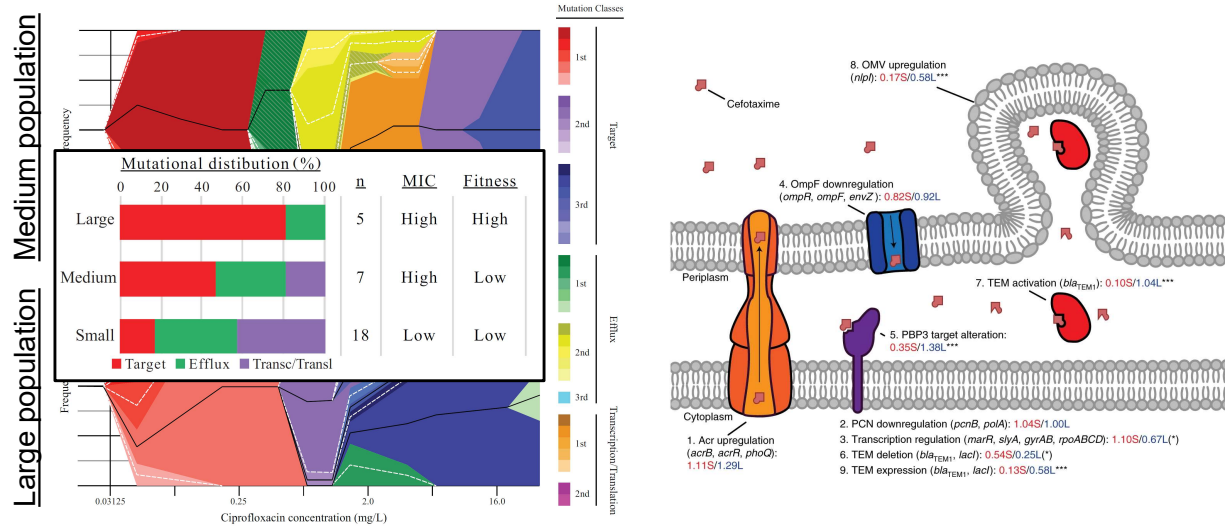 Medium population
Large population
Frequency
Mutational distibution (%)
0 20 40 60 80 100
n MIC Fitness
Large 5 High High
Medium 7 High Low
Small 18 Low Low
Target Efflux Transc/Transl
0.03125 0.25 2.0 16.0
Ciprofloxacin concentration (mg/L)
Mutation Classes
1st
2nd
3rd
Target
1st
2nd
3rd
Efflux
1st
2nd
Transcription/Translation
8. OMV upregulation
(nlpI): 0.17S/0.58L***
Cefotaxime
4. OmpF downregulation
(ompR, ompF, envZ): 0.82S/0.92L
Periplasm
7. TEM activation (blaTEM1): 0.10S/1.04L***
5. PBP3 target alteration:
0.35S/1.38L***
Cytoplasm
1. Acr upregulation
(acrB, acrR, phoQ):
1.11S/1.29L
2. PCN downregulation (pcnB, polA): 1.04S/1.00L
3. Transcription regulation (marR, slyA, gyrAB, rpoABCD): 1.10S/0.67L(*)
6. TEM deletion (blaTEM1, lacI): 0.54S/0.25L(*)
9. TEM expression (blaTEM1, lacI): 0.13S/0.58L***